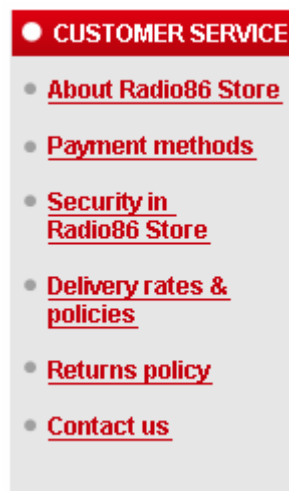 CUSTOMER SERVICE
About Radio86 Store
Payment methods
Security in
Radio86 Store
Delivery rates &
policies
Returns policy
Contact us